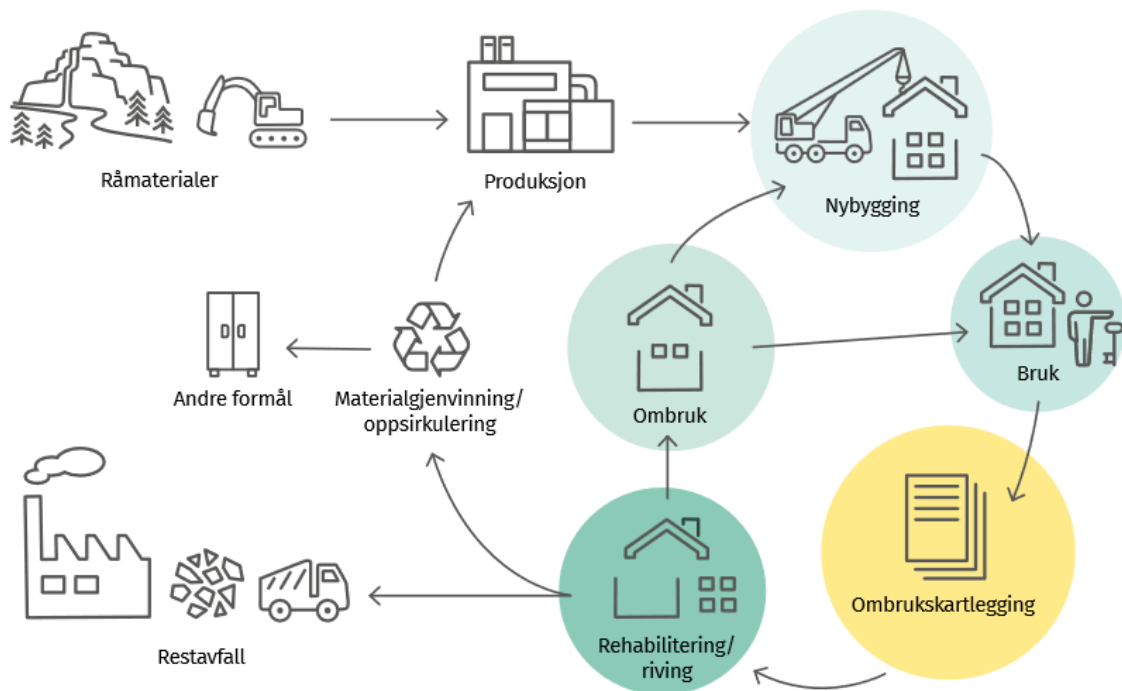 Råmaterialer
Produksjon
Nybygging
Andre formål
Materialgjenvinning/
oppsirkulering
Ombruk
Bruk
Restavfall
Rehabilitering/
riving
Ombrukskartlegging